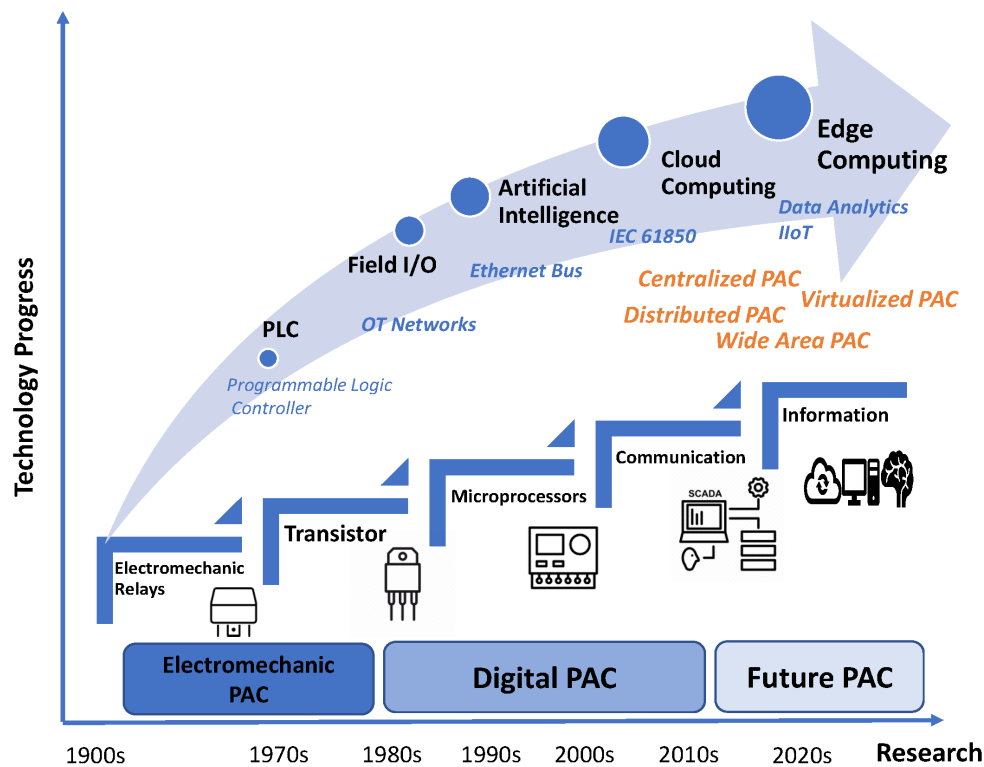 Technology Progress
Edge
Computing
Cloud
Computing
Artificial
Intelligence
Data Analytics
IIoT
IEC 61850
Field I/O
Ethernet Bus
Centralized PAC
Virtualized PAC
Distributed PAC
OT Networks
PLC
Wide Area PAC
Programmable Logic
Controller
Information
Communication
Microprocessors
SCADA
Transistor
Electromechanic
Relays
Electromechanic
PAC
Digital PAC
Future PAC
1900s
1970s
1980s
1990s
2000s
2010s
2020s
Research